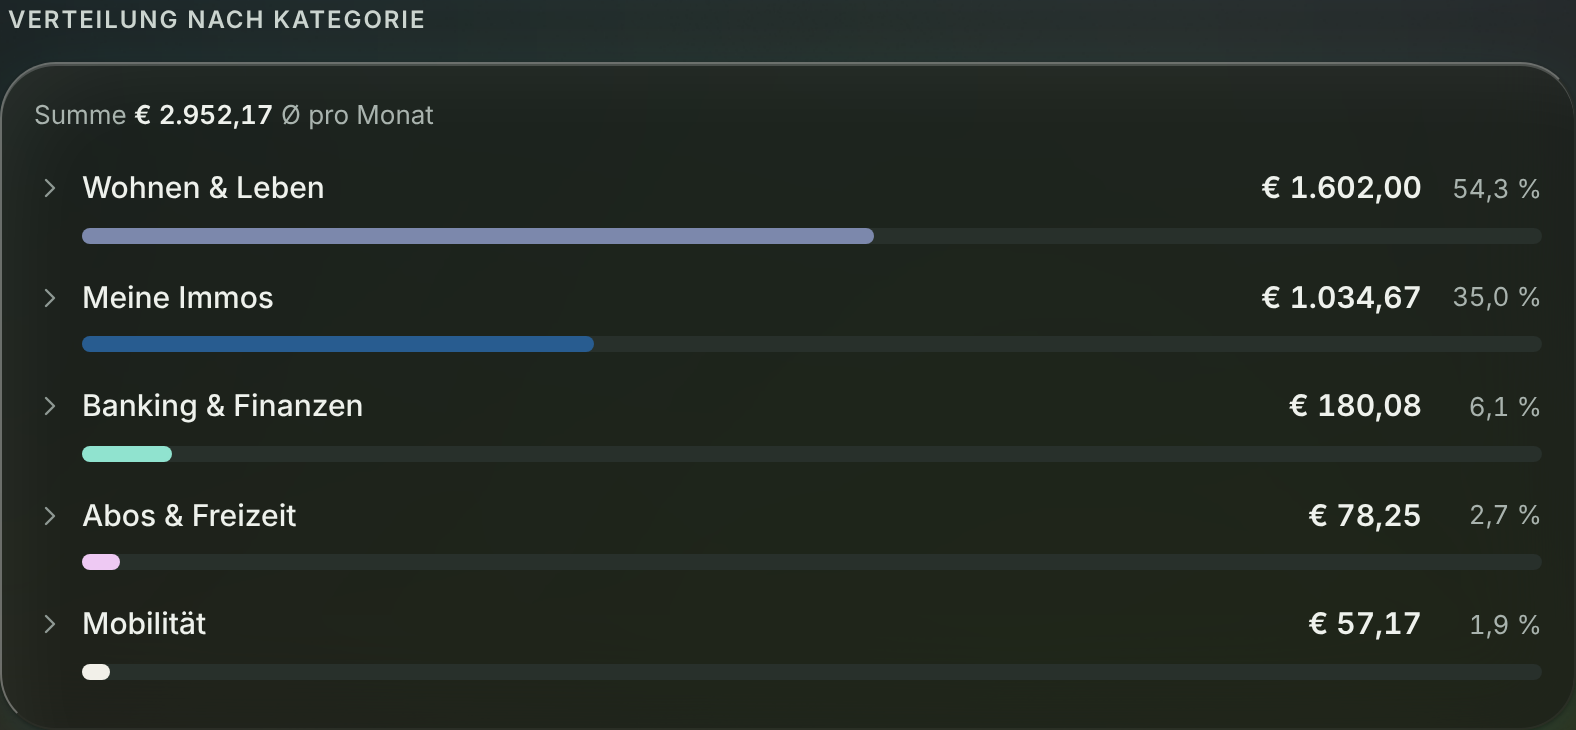 VERTEILUNG NACH KATEGORIE
Summe € 2.952,17 Ø pro Monat
Wohnen & Leben € 1.602,00 54,3 %
Meine Immos € 1.034,67 35,0 %
Banking & Finanzen € 180,08 6,1 %
Abos & Freizeit € 78,25 2,7 %
Mobilität € 57,17 1,9 %